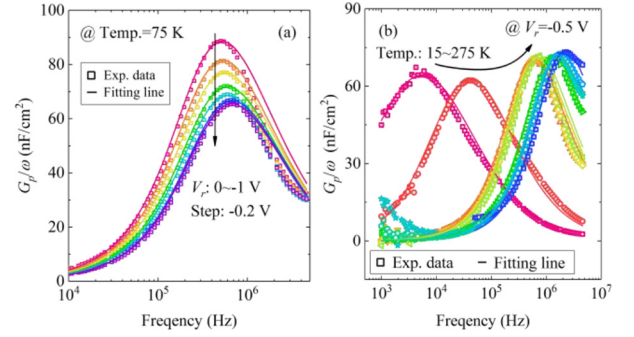 @ Temp.=75 K
(a)
Exp. data
Fitting line
Vr: 0~-1 V
Step: -0.2 V
Gp/ω (nF/cm²)
100
80
60
40
20
0
10⁴
10⁵
10⁶
Freqency (Hz)
(b)
@ Vr=-0.5 V
Temp.: 15~275 K
Exp. data
Fitting line
Gp/ω (nF/cm²)
90
60
30
0
10³
10⁴
10⁵
10⁶
10⁷
Freqency (Hz)